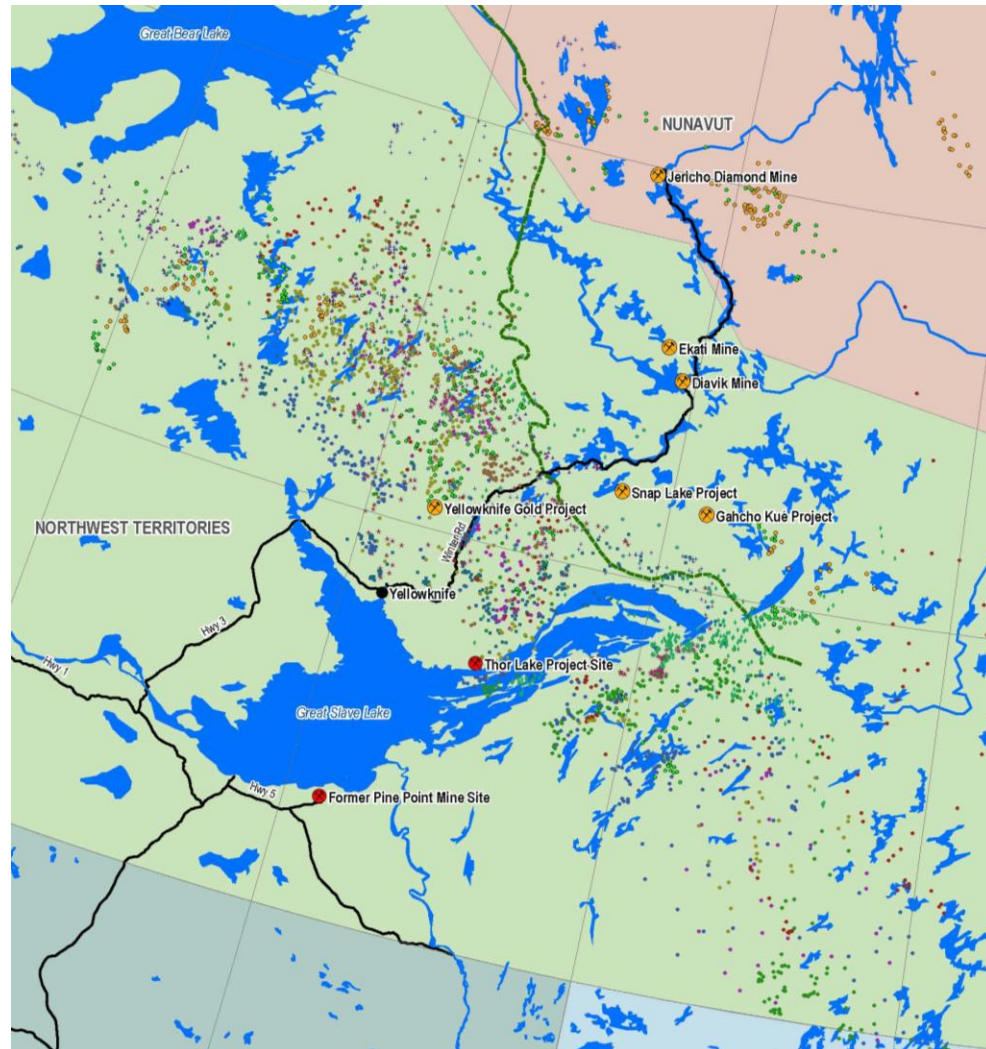 Great Bear Lake
NUNAVUT
Jericho Diamond Mine
Ekati Mine
Diavik Mine
Snap Lake Project
Yellowknife Gold Project
Gahcho Kue Project
NORTHWEST TERRITORIES
Winter Rd
Yellowknife
Hwy 3
Hwy 1
Thor Lake Project Site
Great Slave Lake
Hwy 5
Former Pine Point Mine Site